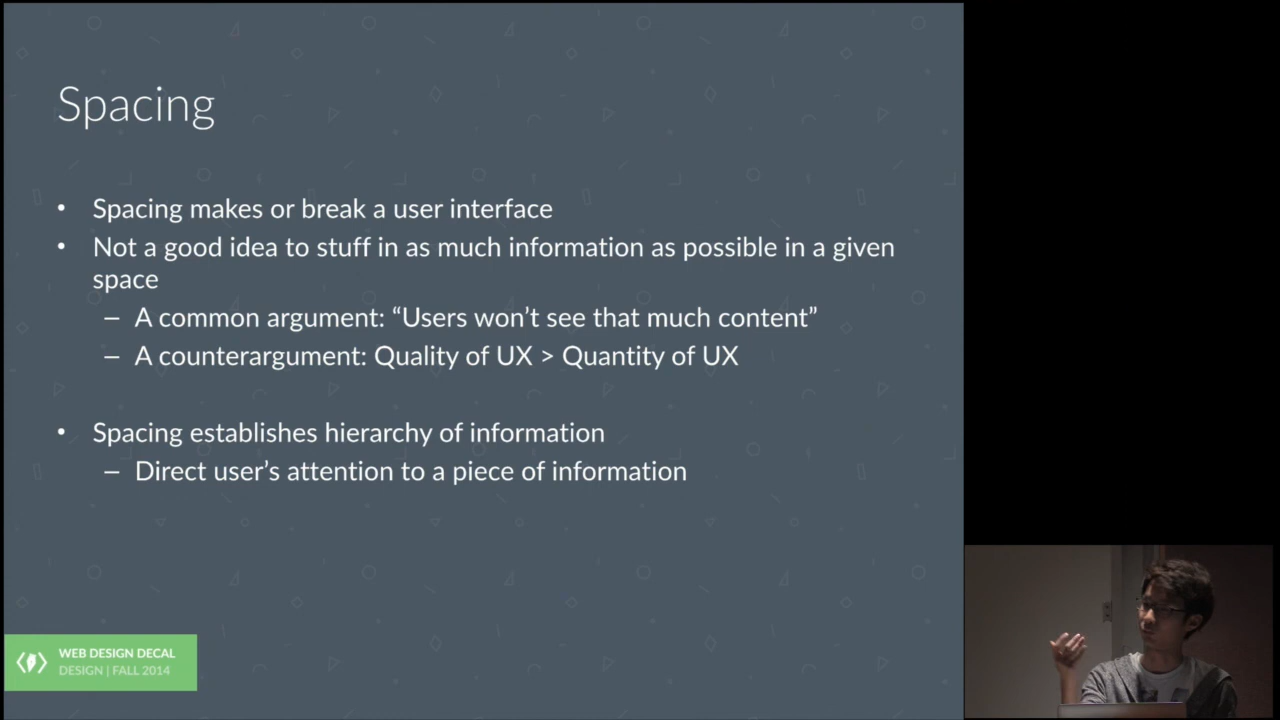 Spacing
• Spacing makes or break a user interface
• Not a good idea to stuff in as much information as possible in a given
space
– A common argument: “Users won’t see that much content”
– A counterargument: Quality of UX > Quantity of UX
• Spacing establishes hierarchy of information
– Direct user’s attention to a piece of information
WEB DESIGN DECAL
DESIGN | FALL 2014